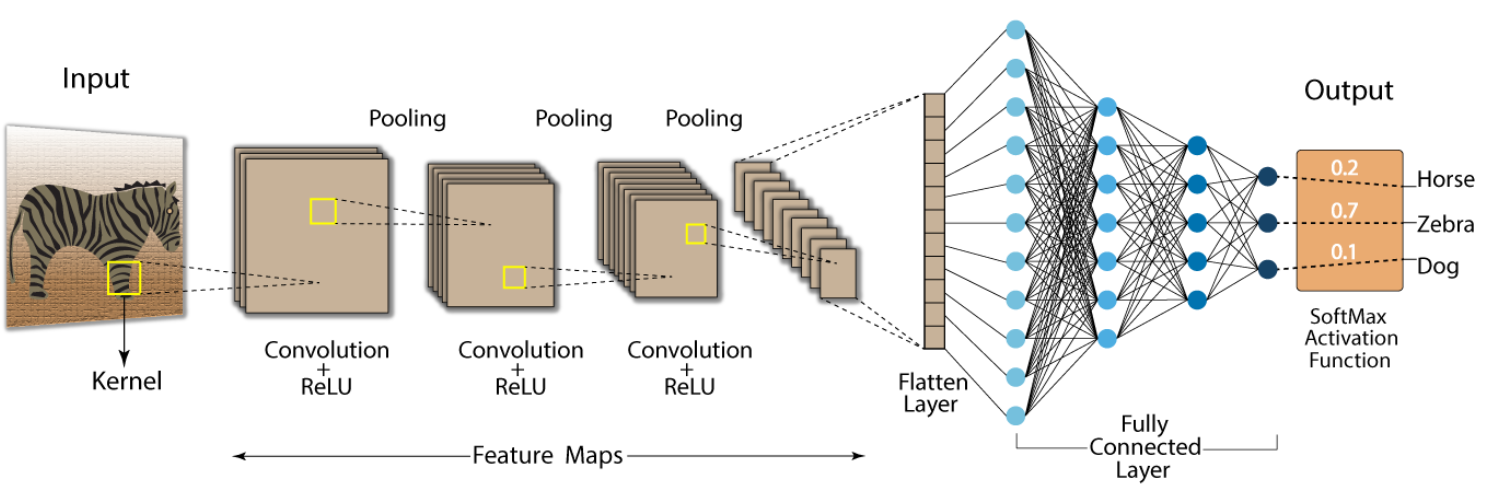 Input
Kernel
Pooling
Pooling
Pooling
Convolution
+
ReLU
Convolution
+
ReLU
Convolution
+
ReLU
Feature Maps
Flatten
Layer
Fully
Connected
Layer
Output
0.2
Horse
0.7
Zebra
0.1
Dog
SoftMax
Activation
Function